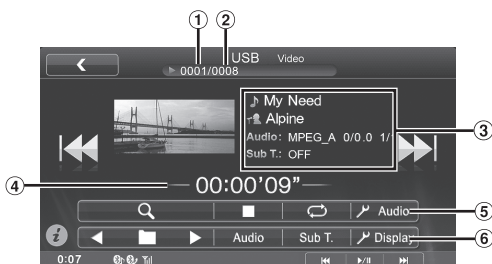 ① ②
USB Video
0001/0008
My Need
Alpine
Audio: MPEG_A 0/0.0 1/
Sub T.: OFF
③
④ 00:00'09"
Audio ⑤
Audio Sub T. Display ⑥
0:07